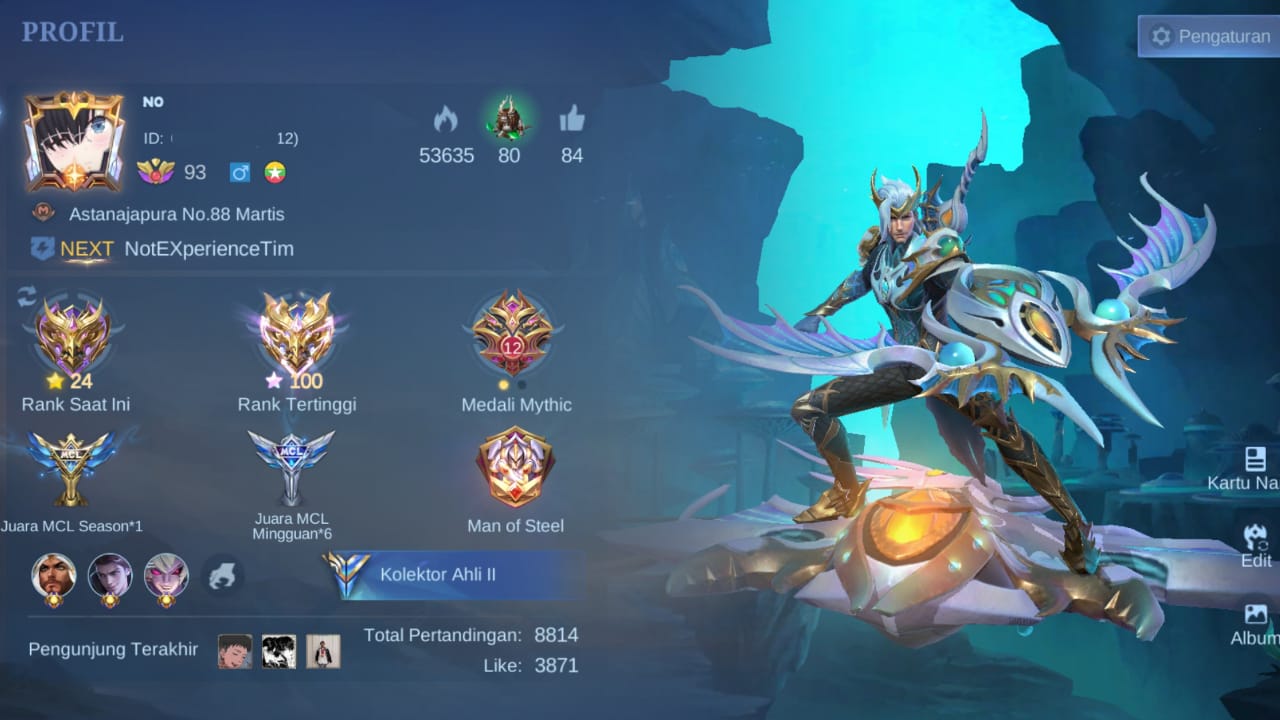 PROFIL
Pengaturan
NO
ID:
12)
53635 80 84
93
Astanajapura No.88 Martis
NEXT NotEXperienceTim
24
100
12
Rank Saat Ini
Rank Tertinggi
Medali Mythic
MCL
MCL
Juara MCL Season*1
Juara MCL
Mingguan*6
Man of Steel
Kartu Na
Edit
Album
Kolektor Ahli II
Pengunjung Terakhir
Total Pertandingan: 8814
Like: 3871